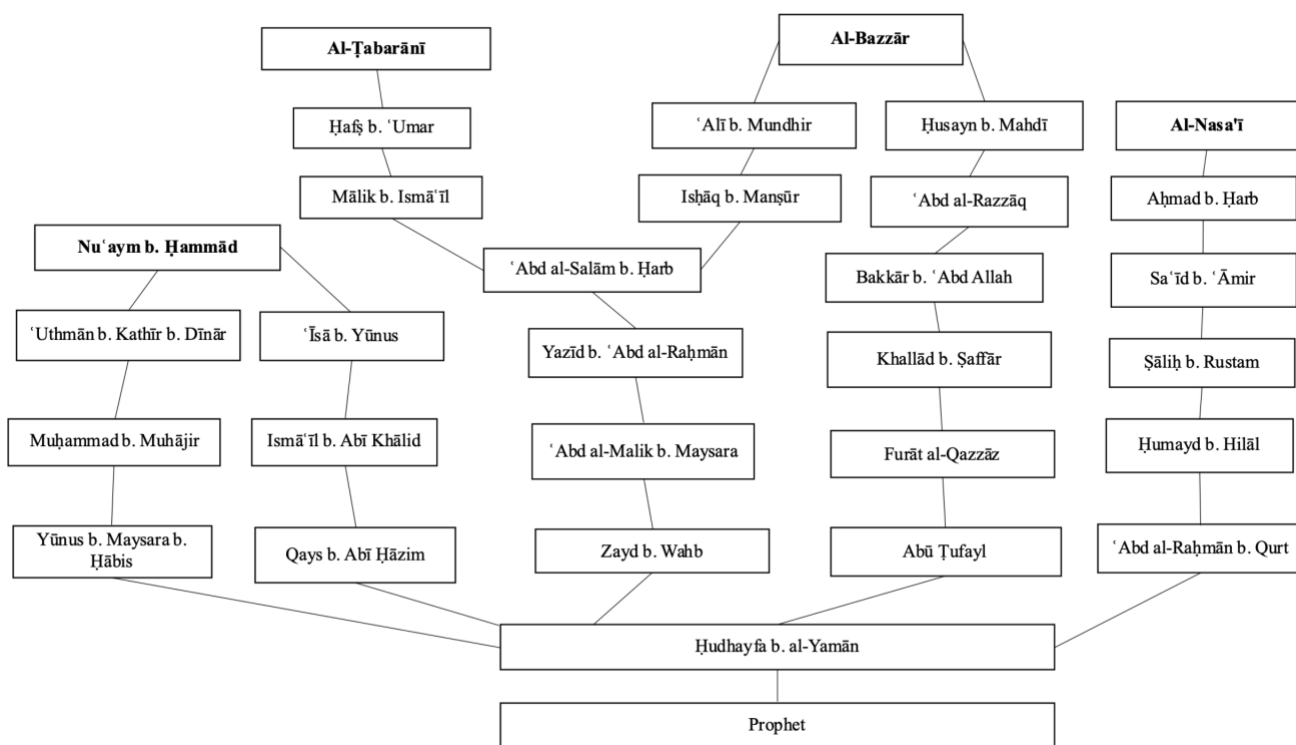 Al-Ṭabarānī
Al-Bazzār
Ḥafṣ b. ʿUmar
ʿAlī b. Mundhir
Ḥusayn b. Mahdī
Al-Nasa'ī
Mālik b. Ismāʿīl
Isḥāq b. Manṣūr
ʿAbd al-Razzāq
Aḥmad b. Ḥarb
Nuʿaym b. Ḥammād
ʿAbd al-Salām b. Ḥarb
Bakkār b. ʿAbd Allah
Saʿīd b. ʿĀmir
ʿUthmān b. Kathīr b. Dīnār
ʿĪsā b. Yūnus
Yazīd b. ʿAbd al-Raḥmān
Khallād b. Ṣaffār
Ṣāliḥ b. Rustam
Muḥammad b. Muhājir
Ismāʿīl b. Abī Khālid
ʿAbd al-Malik b. Maysara
Furāt al-Qazzāz
Ḥumayd b. Hilāl
Yūnus b. Maysara b.
Ḥābis
Qays b. Abī Ḥāzim
Zayd b. Wahb
Abū Ṭufayl
ʿAbd al-Raḥmān b. Qurt
Ḥudhayfa b. al-Yamān
Prophet